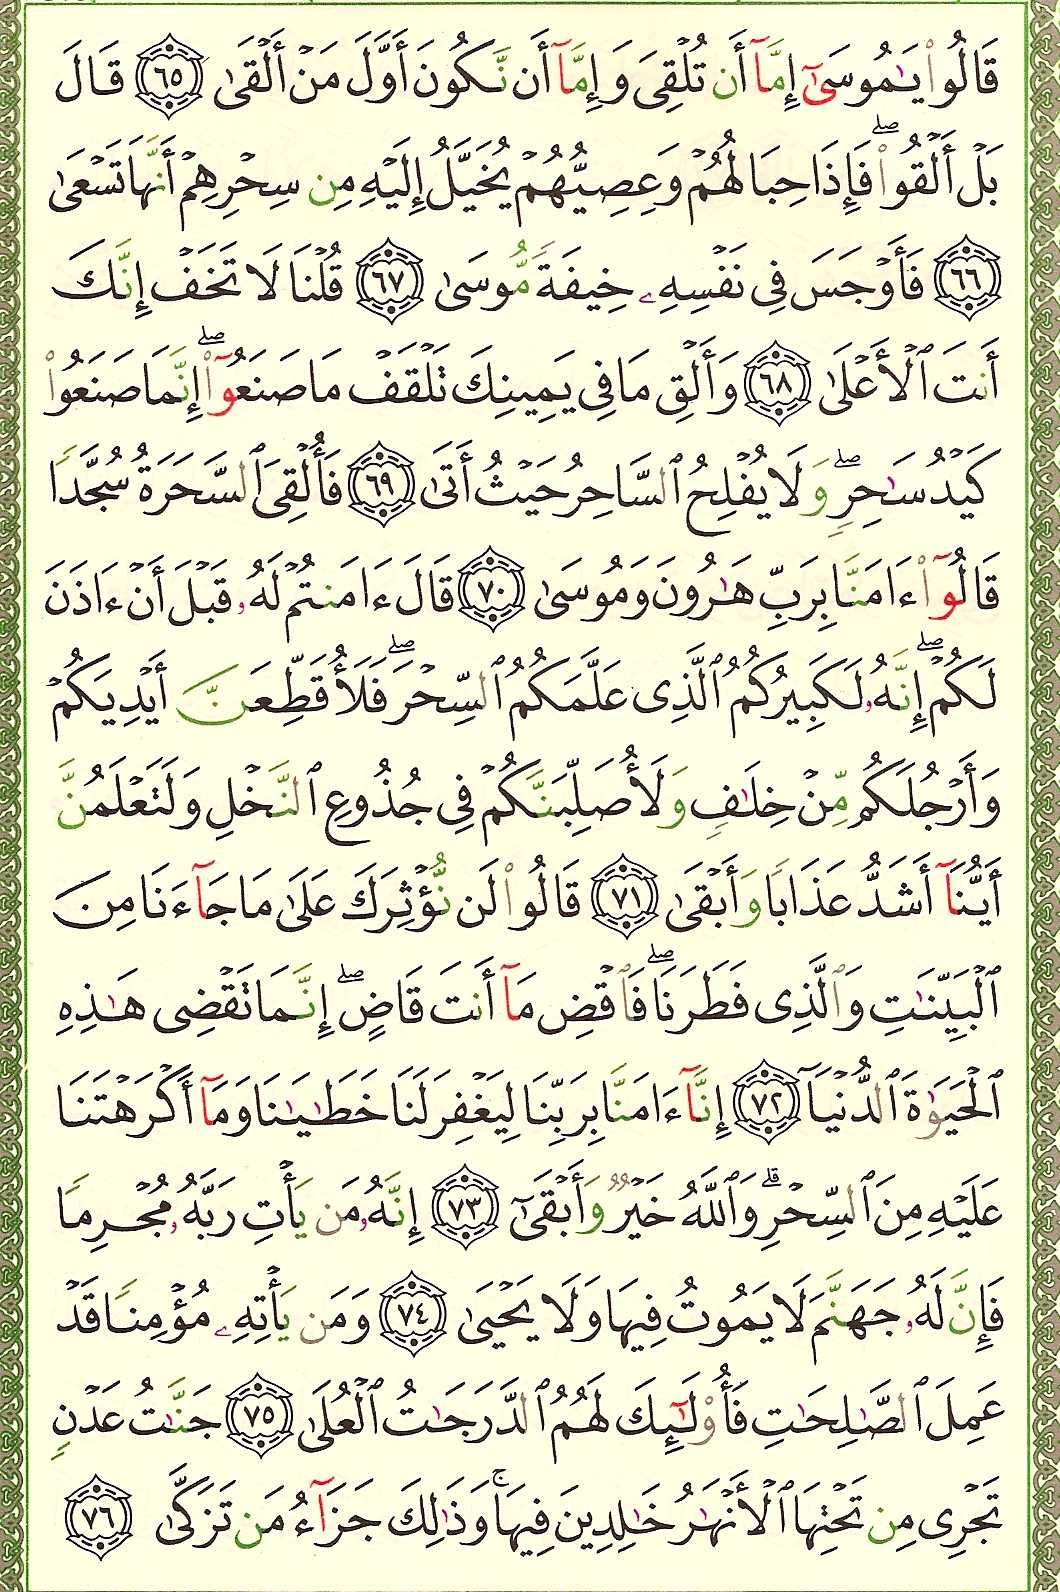 قَالُوا۟ يَـٰمُوسَىٰٓ إِمَّآ أَن تُلْقِىَ وَإِمَّآ أَن نَّكُونَ أَوَّلَ مَنْ أَلْقَىٰ ﴿٦٥﴾ قَالَ
بَلْ أَلْقُوا۟ ۖ فَإِذَا حِبَالُهُمْ وَعِصِيُّهُمْ يُخَيَّلُ إِلَيْهِ مِن سِحْرِهِمْ أَنَّهَا تَسْعَىٰ
﴿٦٦﴾ فَأَوْجَسَ فِى نَفْسِهِۦ خِيفَةً مُّوسَىٰ ﴿٦٧﴾ قُلْنَا لَا تَخَفْ إِنَّكَ
أَنتَ ٱلْأَعْلَىٰ ﴿٦٨﴾ وَأَلْقِ مَا فِى يَمِينِكَ تَلْقَفْ مَا صَنَعُوٓا۟ ۖ إِنَّمَا صَنَعُوا۟
كَيْدُ سَـٰحِرٍ ۖ وَلَا يُفْلِحُ ٱلسَّاحِرُ حَيْثُ أَتَىٰ ﴿٦٩﴾ فَأُلْقِىَ ٱلسَّحَرَةُ سُجَّدًا
قَالُوٓا۟ ءَامَنَّا بِرَبِّ هَـٰرُونَ وَمُوسَىٰ ﴿٧٠﴾ قَالَ ءَامَنتُمْ لَهُۥ قَبْلَ أَنْ ءَاذَنَ
لَكُمْ ۖ إِنَّهُۥ لَكَبِيرُكُمُ ٱلَّذِى عَلَّمَكُمُ ٱلسِّحْرَ ۖ فَلَأُقَطِّعَنَّ أَيْدِيَكُمْ
وَأَرْجُلَكُم مِّنْ خِلَـٰفٍ وَلَأُصَلِّبَنَّكُمْ فِى جُذُوعِ ٱلنَّخْلِ وَلَتَعْلَمُنَّ
أَيُّنَآ أَشَدُّ عَذَابًا وَأَبْقَىٰ ﴿٧١﴾ قَالُوا۟ لَن نُّؤْثِرَكَ عَلَىٰ مَا جَآءَنَا مِنَ
ٱلْبَيِّنَـٰتِ وَٱلَّذِى فَطَرَنَا ۖ فَٱقْضِ مَآ أَنتَ قَاضٍ ۖ إِنَّمَا تَقْضِى هَـٰذِهِ
ٱلْحَيَوٰةَ ٱلدُّنْيَآ ﴿٧٢﴾ إِنَّآ ءَامَنَّا بِرَبِّنَا لِيَغْفِرَ لَنَا خَطَـٰيَـٰنَا وَمَآ أَكْرَهْتَنَا
عَلَيْهِ مِنَ ٱلسِّحْرِ ۗ وَٱللَّهُ خَيْرٌ وَأَبْقَىٰٓ ﴿٧٣﴾ إِنَّهُۥ مَن يَأْتِ رَبَّهُۥ مُجْرِمًا
فَإِنَّ لَهُۥ جَهَنَّمَ لَا يَمُوتُ فِيهَا وَلَا يَحْيَىٰ ﴿٧٤﴾ وَمَن يَأْتِهِۦ مُؤْمِنًا قَدْ
عَمِلَ ٱلصَّـٰلِحَـٰتِ فَأُو۟لَـٰٓئِكَ لَهُمُ ٱلدَّرَجَـٰتُ ٱلْعُلَىٰ ﴿٧٥﴾ جَنَّـٰتُ عَدْنٍ
تَجْرِى مِن تَحْتِهَا ٱلْأَنْهَـٰرُ خَـٰلِدِينَ فِيهَا ۚ وَذَٰلِكَ جَزَآءُ مَن تَزَكَّىٰ ﴿٧٦﴾